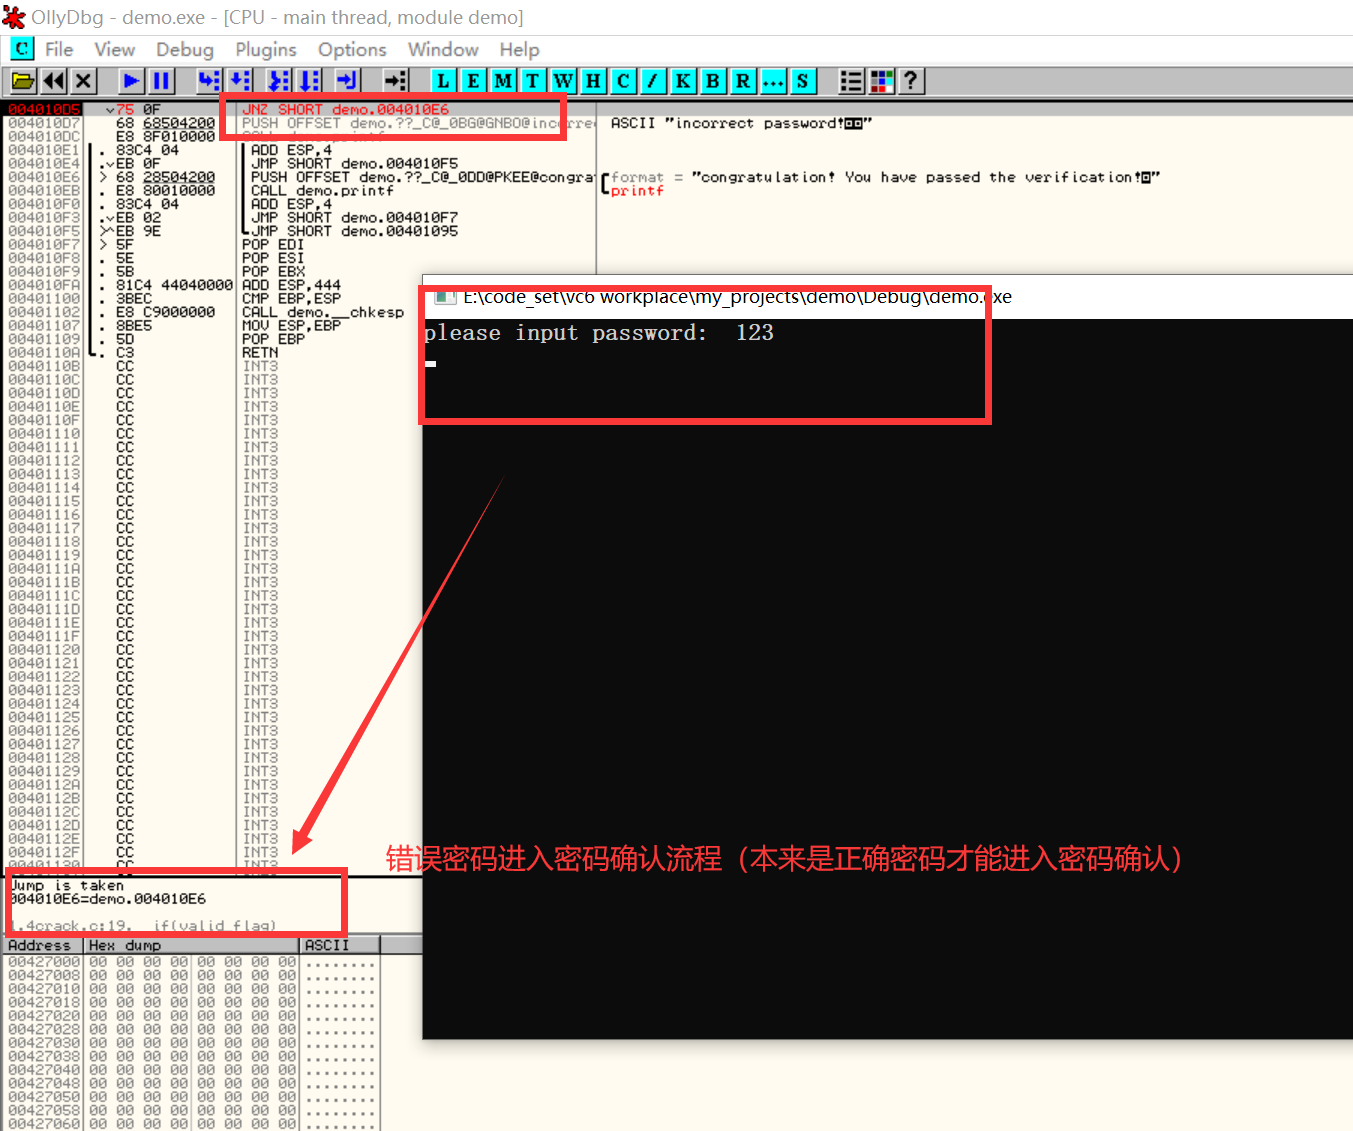 OllyDbg - demo.exe - [CPU - main thread, module demo]
C File View Debug Plugins Options Window Help
L E M T W H C / K B R ... S ?
004010D5 75 0F JNZ SHORT demo.004010E6
004010D7 68 68504200 PUSH OFFSET demo.??_C@_0BG@GNBO@incorre ASCII "incorrect password!"
004010DC E8 8F010000
004010E1 . 83C4 04 ADD ESP,4
004010E4 . EB 0F JMP SHORT demo.004010F5
004010E6 > 68 28504200 PUSH OFFSET demo.??_C@_0DD@PKEE@congra format = "congratulation! You have passed the verification!"
004010EB . E8 80010000 CALL demo.printf printf
004010F0 . 83C4 04 ADD ESP,4
004010F3 . EB 02 JMP SHORT demo.004010F7
004010F5 > EB 9E JMP SHORT demo.00401095
004010F7 > 5F POP EDI
004010F8 . 5E POP ESI
004010F9 . 5B POP EBX
004010FA . 81C4 44040000 ADD ESP,444
00401100 . 3BEC CMP EBP,ESP
00401102 . E8 C9000000 CALL demo.__chkesp
00401107 . 8BE5 MOV ESP,EBP
00401109 . 5D POP EBP
0040110A . C3 RETN
0040110B CC INT3
0040110C CC INT3
0040110D CC INT3
0040110E CC INT3
0040110F CC INT3
00401110 CC INT3
00401111 CC INT3
00401112 CC INT3
00401113 CC INT3
00401114 CC INT3
00401115 CC INT3
00401116 CC INT3
00401117 CC INT3
00401118 CC INT3
00401119 CC INT3
0040111A CC INT3
0040111B CC INT3
0040111C CC INT3
0040111D CC INT3
0040111E CC INT3
0040111F CC INT3
00401120 CC INT3
00401121 CC INT3
00401122 CC INT3
00401123 CC INT3
00401124 CC INT3
00401125 CC INT3
00401126 CC INT3
00401127 CC INT3
00401128 CC INT3
00401129 CC INT3
0040112A CC INT3
0040112B CC INT3
0040112C CC INT3
0040112D CC INT3
0040112E CC INT3
0040112F CC INT3
00401130 CC INT3
E:\code_set\vc6 workplace\my_projects\demo\Debug\demo.exe
please input password: 123
错误密码进入密码确认流程（本来是正确密码才能进入密码确认）
Jump is taken
004010E6=demo.004010E6
1.4crack.c:19. if(valid_flag)
Address Hex dump ASCII
00427000 00 00 00 00 00 00 00 00 ........
00427008 00 00 00 00 00 00 00 00 ........
00427010 00 00 00 00 00 00 00 00 ........
00427018 00 00 00 00 00 00 00 00 ........
00427020 00 00 00 00 00 00 00 00 ........
00427028 00 00 00 00 00 00 00 00 ........
00427030 00 00 00 00 00 00 00 00 ........
00427038 00 00 00 00 00 00 00 00 ........
00427040 00 00 00 00 00 00 00 00 ........
00427048 00 00 00 00 00 00 00 00 ........
00427050 00 00 00 00 00 00 00 00 ........
00427058 00 00 00 00 00 00 00 00 ........
00427060 00 00 00 00 00 00 00 00 ........